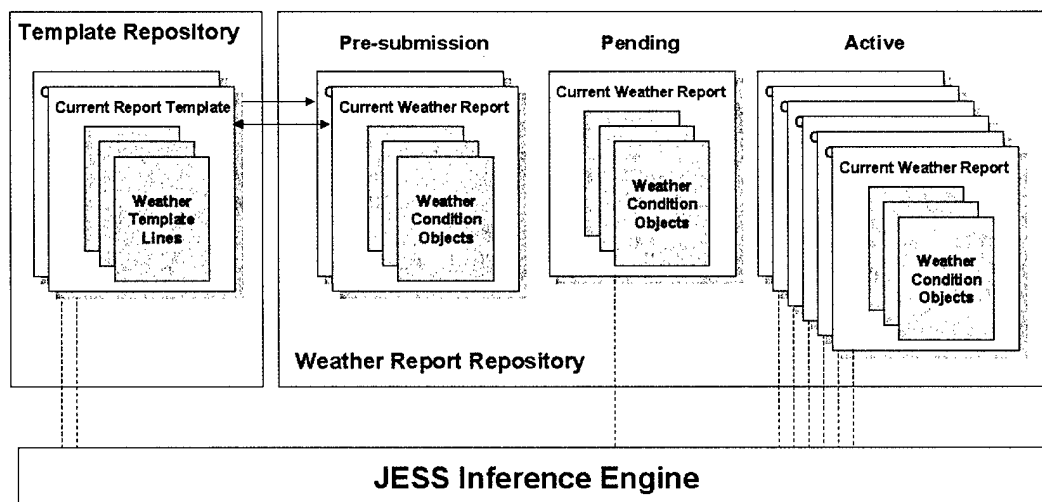 Template Repository
Current Report Template
Weather
Template
Lines
Pre-submission
Current Weather Report
Weather
Condition
Objects
Pending
Current Weather Report
Weather
Condition
Objects
Active
C
C
C
C
C
Current Weather Report
Weather
Condition
Objects
Weather Report Repository
JESS Inference Engine